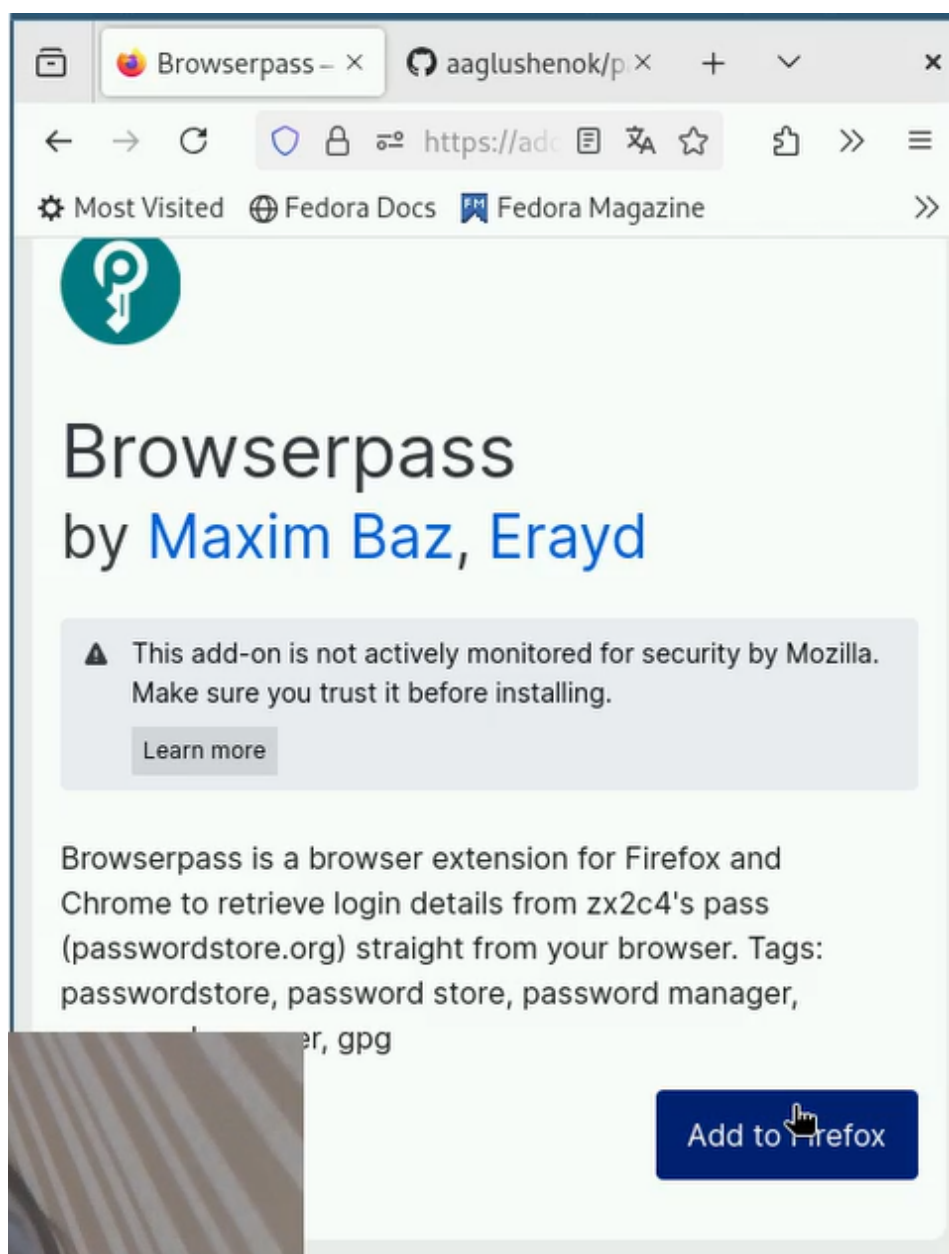 Browserpass –
aaglushenok/p
https://add
Most Visited
Fedora Docs
FM
Fedora Magazine
Browserpass
by Maxim Baz, Erayd
This add-on is not actively monitored for security by Mozilla.
Make sure you trust it before installing.
Learn more
Browserpass is a browser extension for Firefox and
Chrome to retrieve login details from zx2c4's pass
(passwordstore.org) straight from your browser. Tags:
passwordstore, password store, password manager,
gpg
Add to Firefox